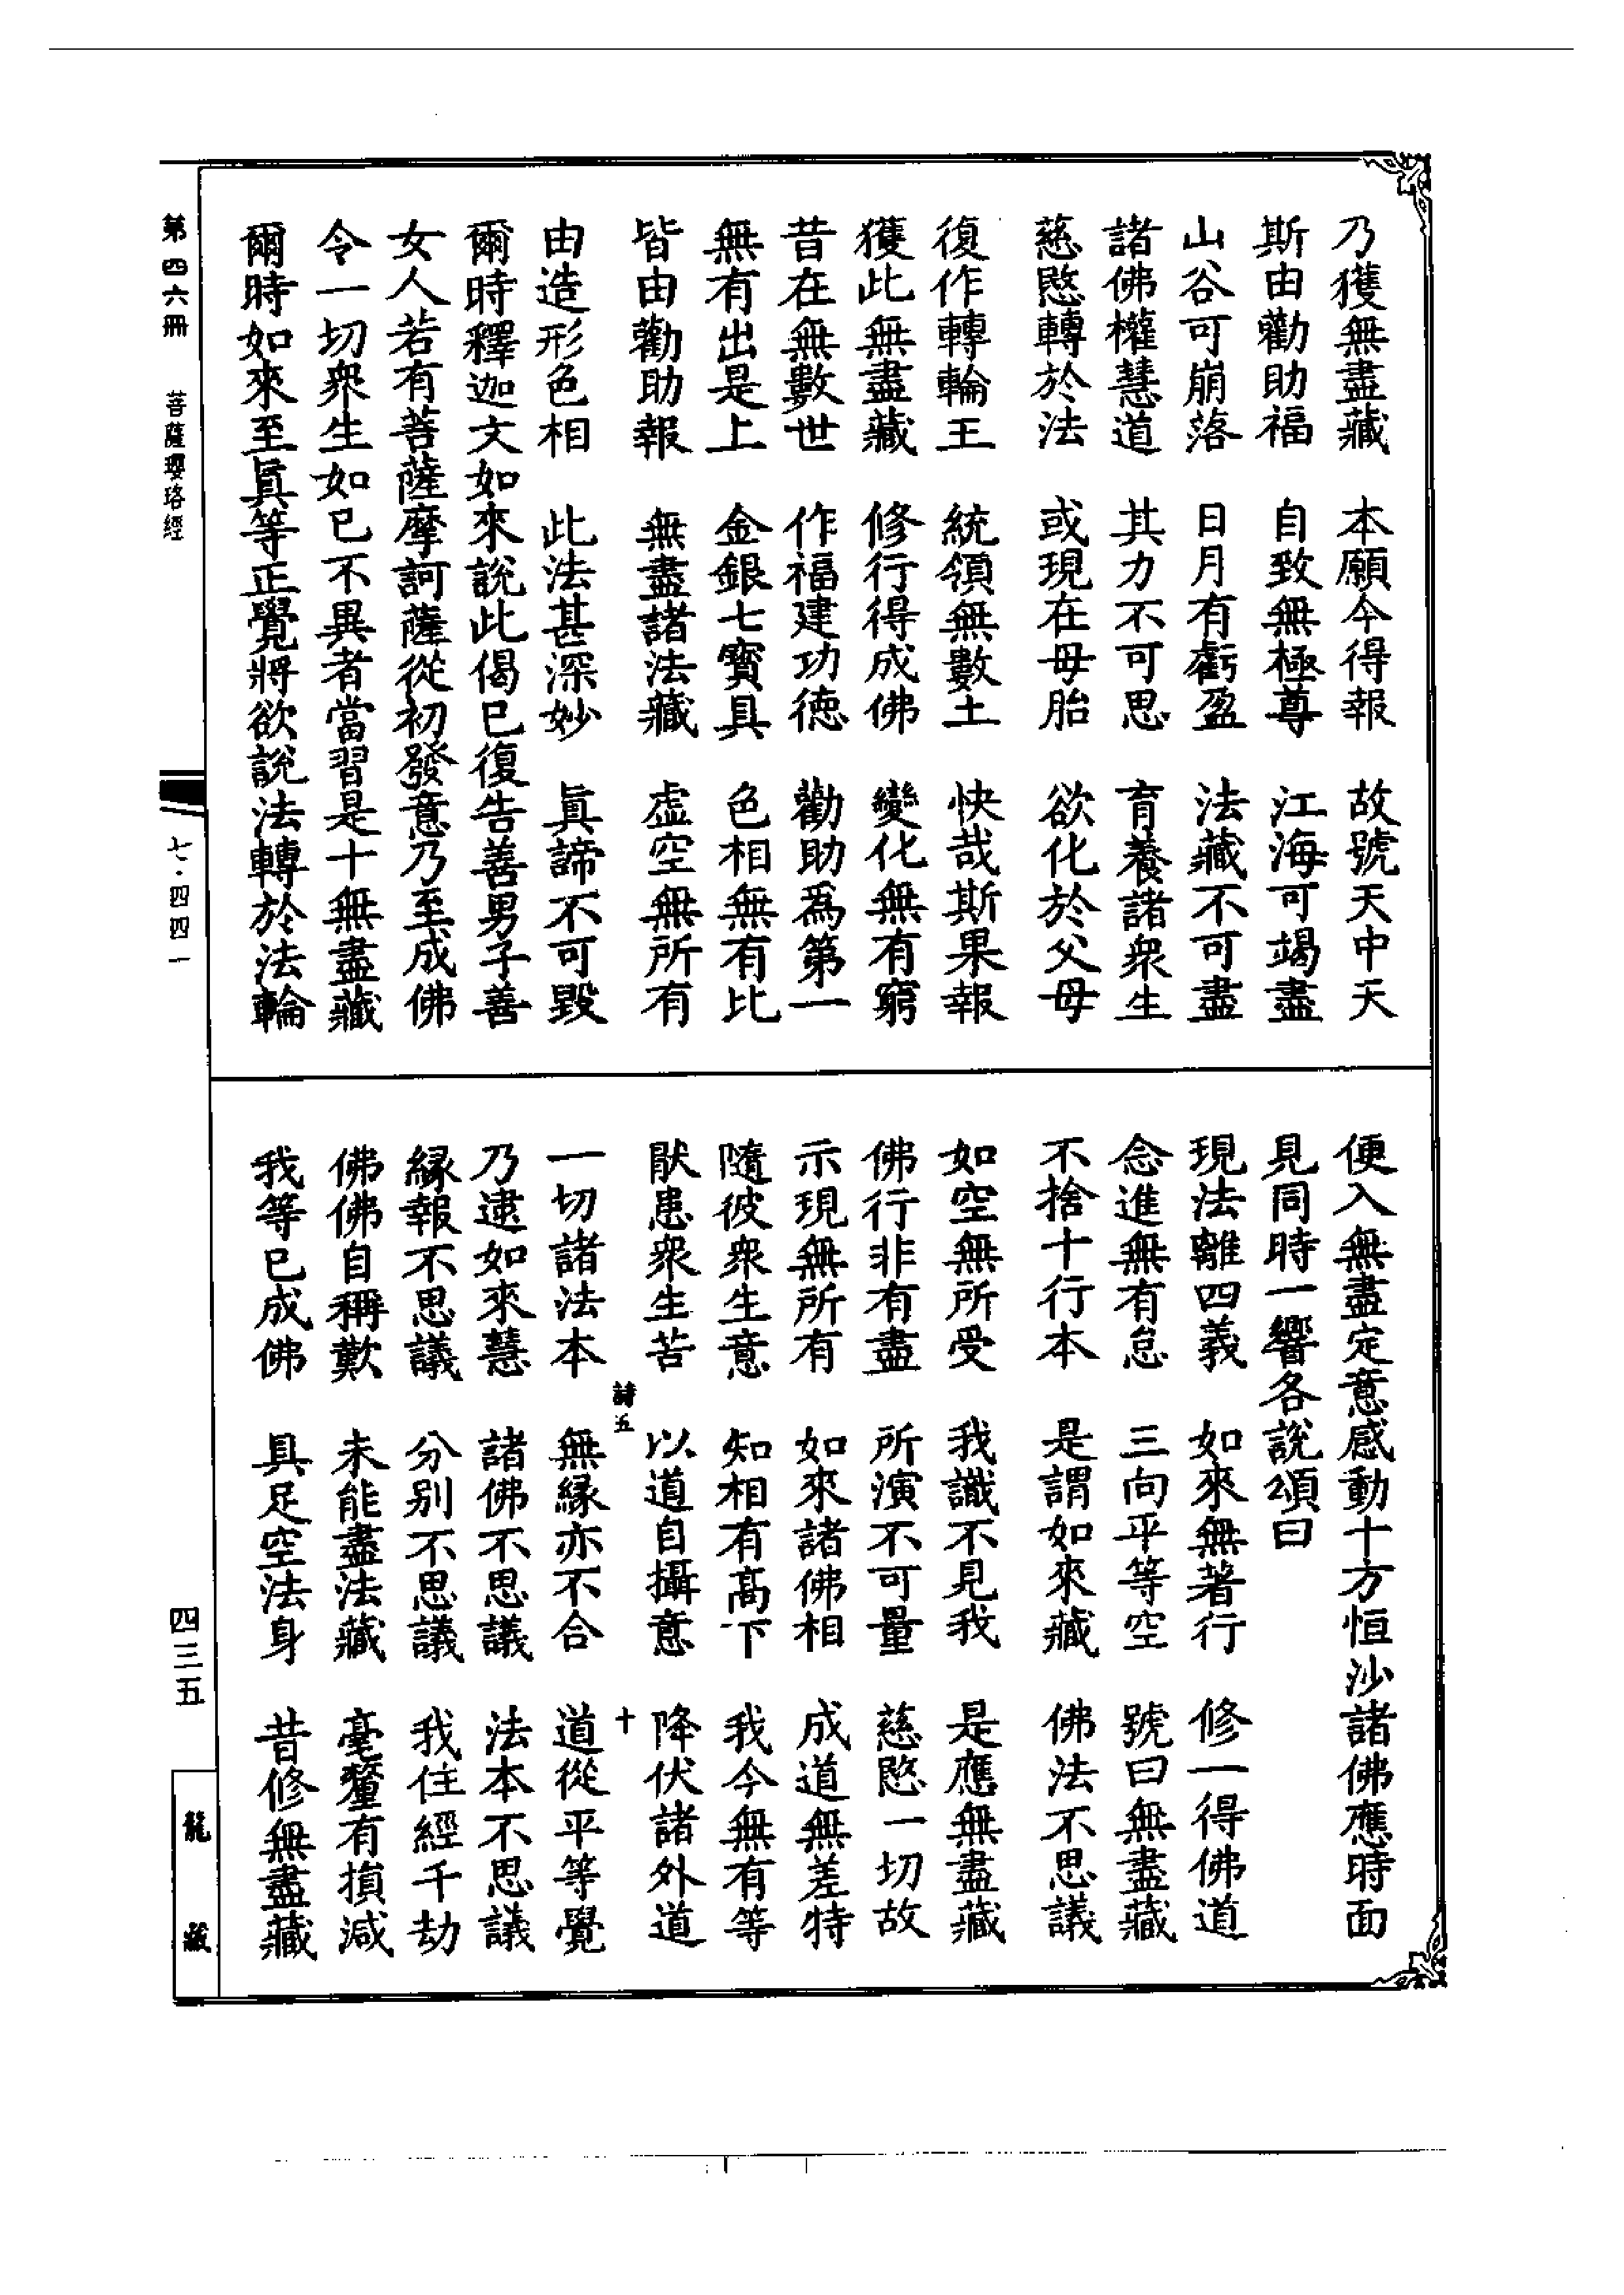 乃獲無盡藏　本願今得報　故號天中天
斯由勸助福　自致無極尊　江海可竭盡
山谷可崩落　日月有虧盈　法藏不可盡
諸佛權慧道　其力不可思　育養諸衆生
慈愍轉於法　或現在母胎　欲化於父母
復作轉輪王　統領無數土　快哉斯果報
獲此無盡藏　修行得成佛　變化無有窮
昔在無數世　作福建功德　勸助爲第一
無有出是上　金銀七寶具　色相無有比
皆由勸助報　無盡諸法藏　虛空無所有
由造形色相　此法甚深妙　眞諦不可毀
爾時釋迦文如來說此偈已復告善男子善
女人若有菩薩摩訶薩從初發意乃至成佛
令一切衆生如已不異者當習是十無盡藏
爾時如來至眞等正覺將欲說法轉於法輪
便入無盡定意感動十方恒沙諸佛應時面
見同時一響各說頌曰
現法離四義　如來無著行　修一得佛道
念進無有怠　三向平等空　號曰無盡藏
不捨十行本　是謂如來藏　佛法不思議
如空無所受　我識不見我　是應無盡藏
佛行非有盡　所演不可量　慈愍一切故
示現無所有　如來諸佛相　成道無差特
隨彼衆生意　知相有高下　我今無有等
猒患衆生苦　以道自攝意　降伏諸外道
詩五　十
一切諸法本　無緣亦不合　道從平等覺
乃逮如來慧　諸佛不思議　法本不思議
緣報不思議　分別不思議　我住經千劫
佛佛自稱歎　未能盡法藏　毫釐有損減
我等已成佛　具足空法身　昔修無盡藏
第四六冊　菩薩瓔珞經
七·四四一
四三五
龍藏